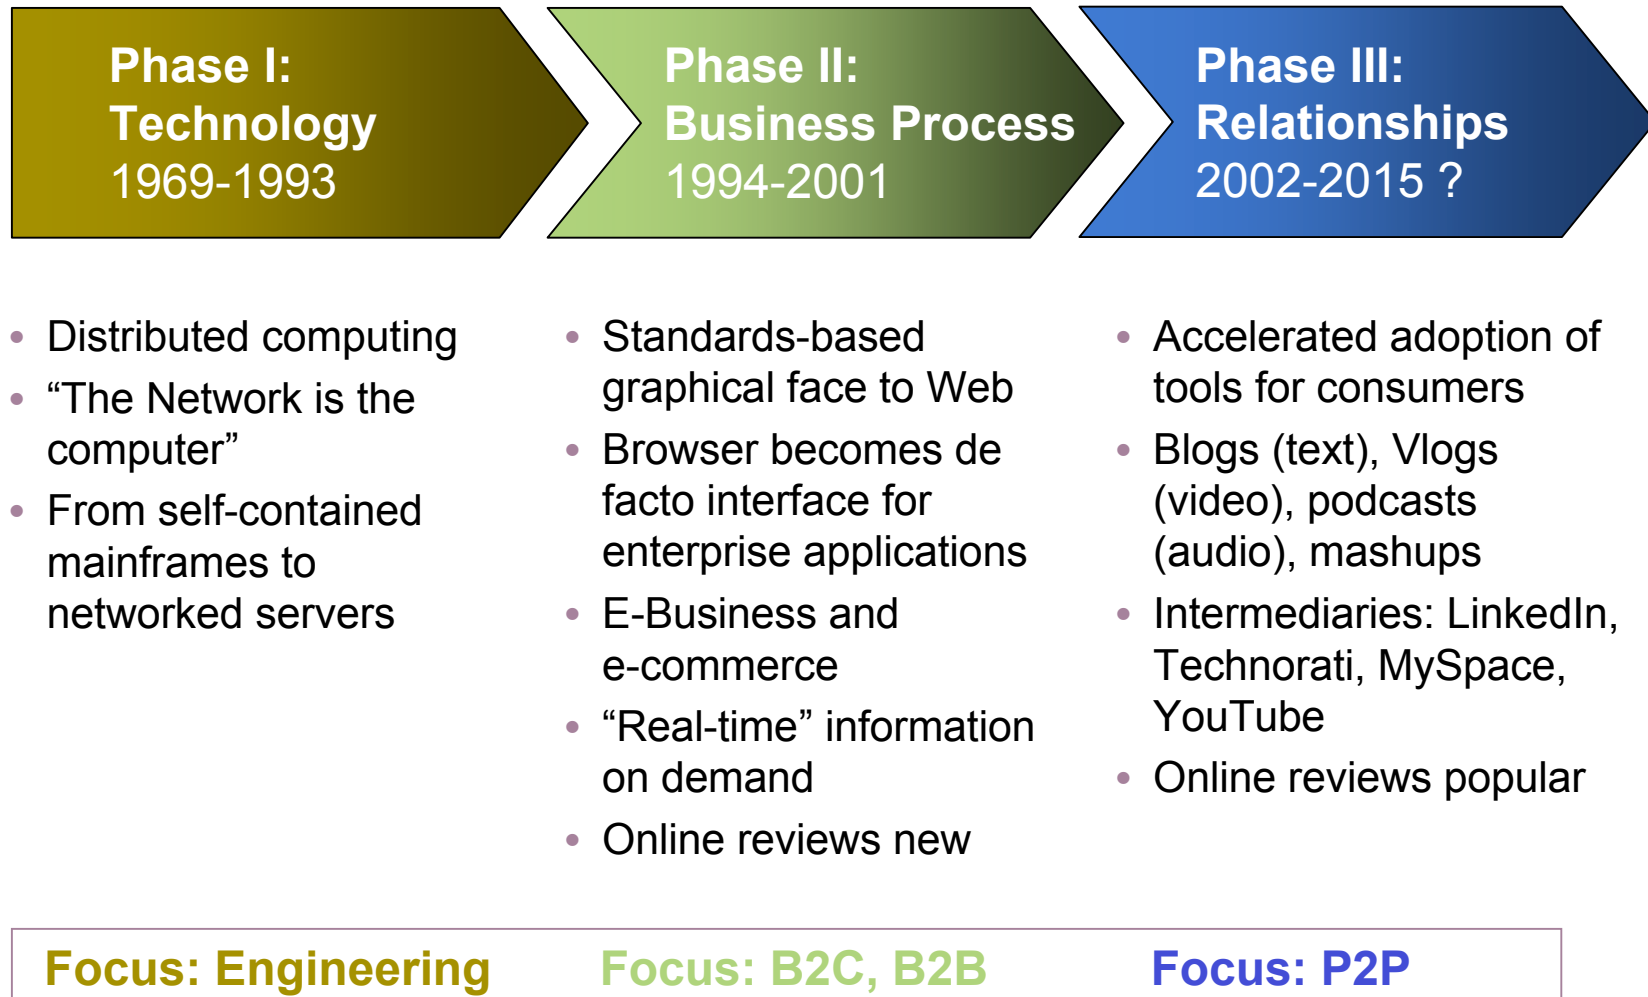 Phase I:
Technology
1969-1993
Phase II:
Business Process
1994-2001
Phase III:
Relationships
2002-2015 ?
• Distributed computing
• “The Network is the
computer”
• From self-contained
mainframes to
networked servers
• Standards-based
graphical face to Web
• Browser becomes de
facto interface for
enterprise applications
• E-Business and
e-commerce
• “Real-time” information
on demand
• Online reviews new
• Accelerated adoption of
tools for consumers
• Blogs (text), Vlogs
(video), podcasts
(audio), mashups
• Intermediaries: LinkedIn,
Technorati, MySpace,
YouTube
• Online reviews popular
Focus: Engineering
Focus: B2C, B2B
Focus: P2P